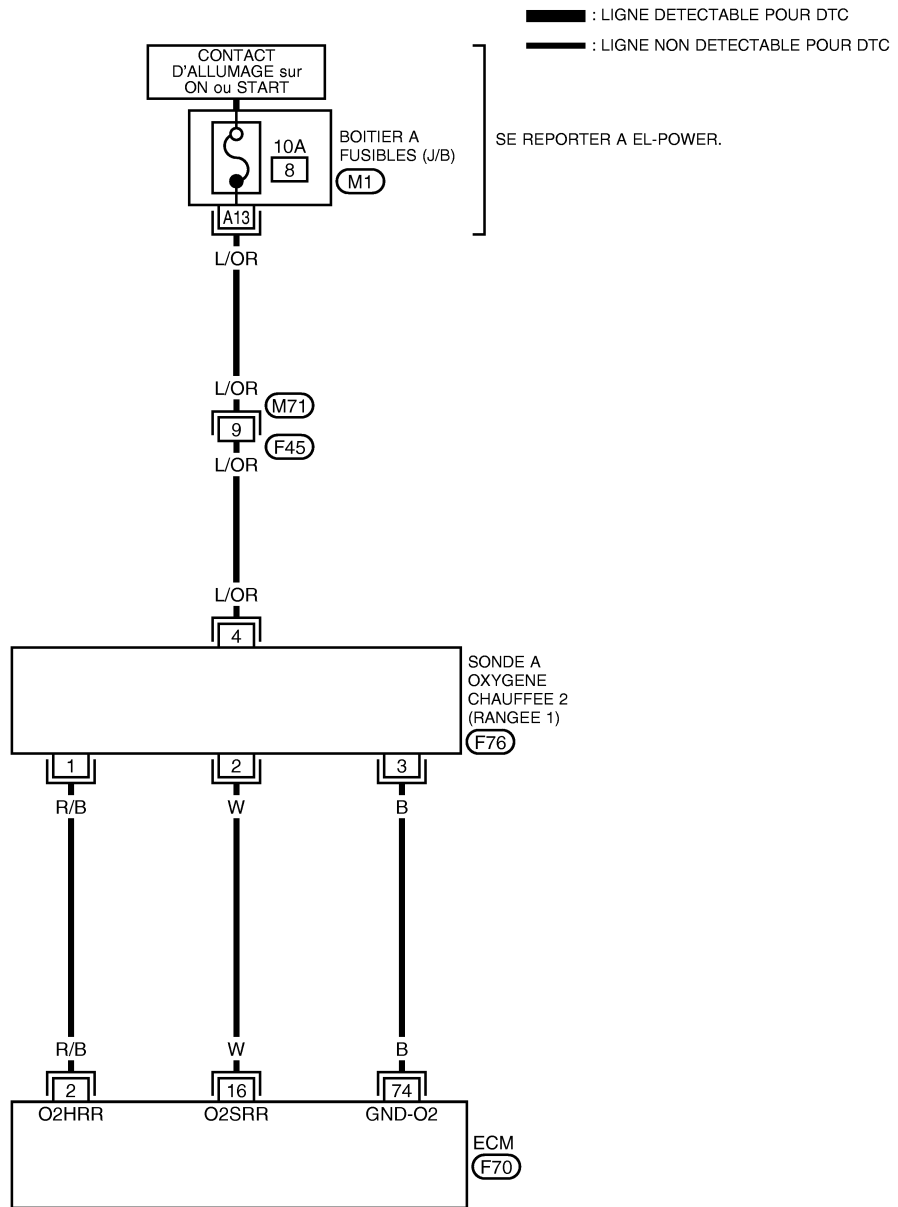 : LIGNE DETECTABLE POUR DTC
: LIGNE NON DETECTABLE POUR DTC
CONTACT
D'ALLUMAGE sur
ON ou START
10A
8
BOITIER A
FUSIBLES (J/B)
M1
SE REPORTER A EL-POWER.
A13
L/OR
L/OR
M71
9
F45
L/OR
L/OR
4
SONDE A
OXYGENE
CHAUFFEE 2
(RANGEE 1)
F76
1 2 3
R/B W B
R/B W B
2 16 74
O2HRR O2SRR GND-O2
ECM
F70